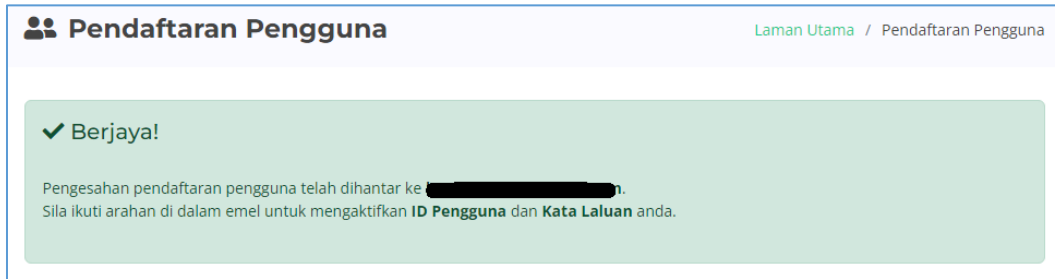 Pendaftaran Pengguna
Laman Utama / Pendaftaran Pengguna
Berjaya!
Pengesahan pendaftaran pengguna telah dihantar ke
Sila ikuti arahan di dalam emel untuk mengaktifkan ID Pengguna dan Kata Laluan anda.